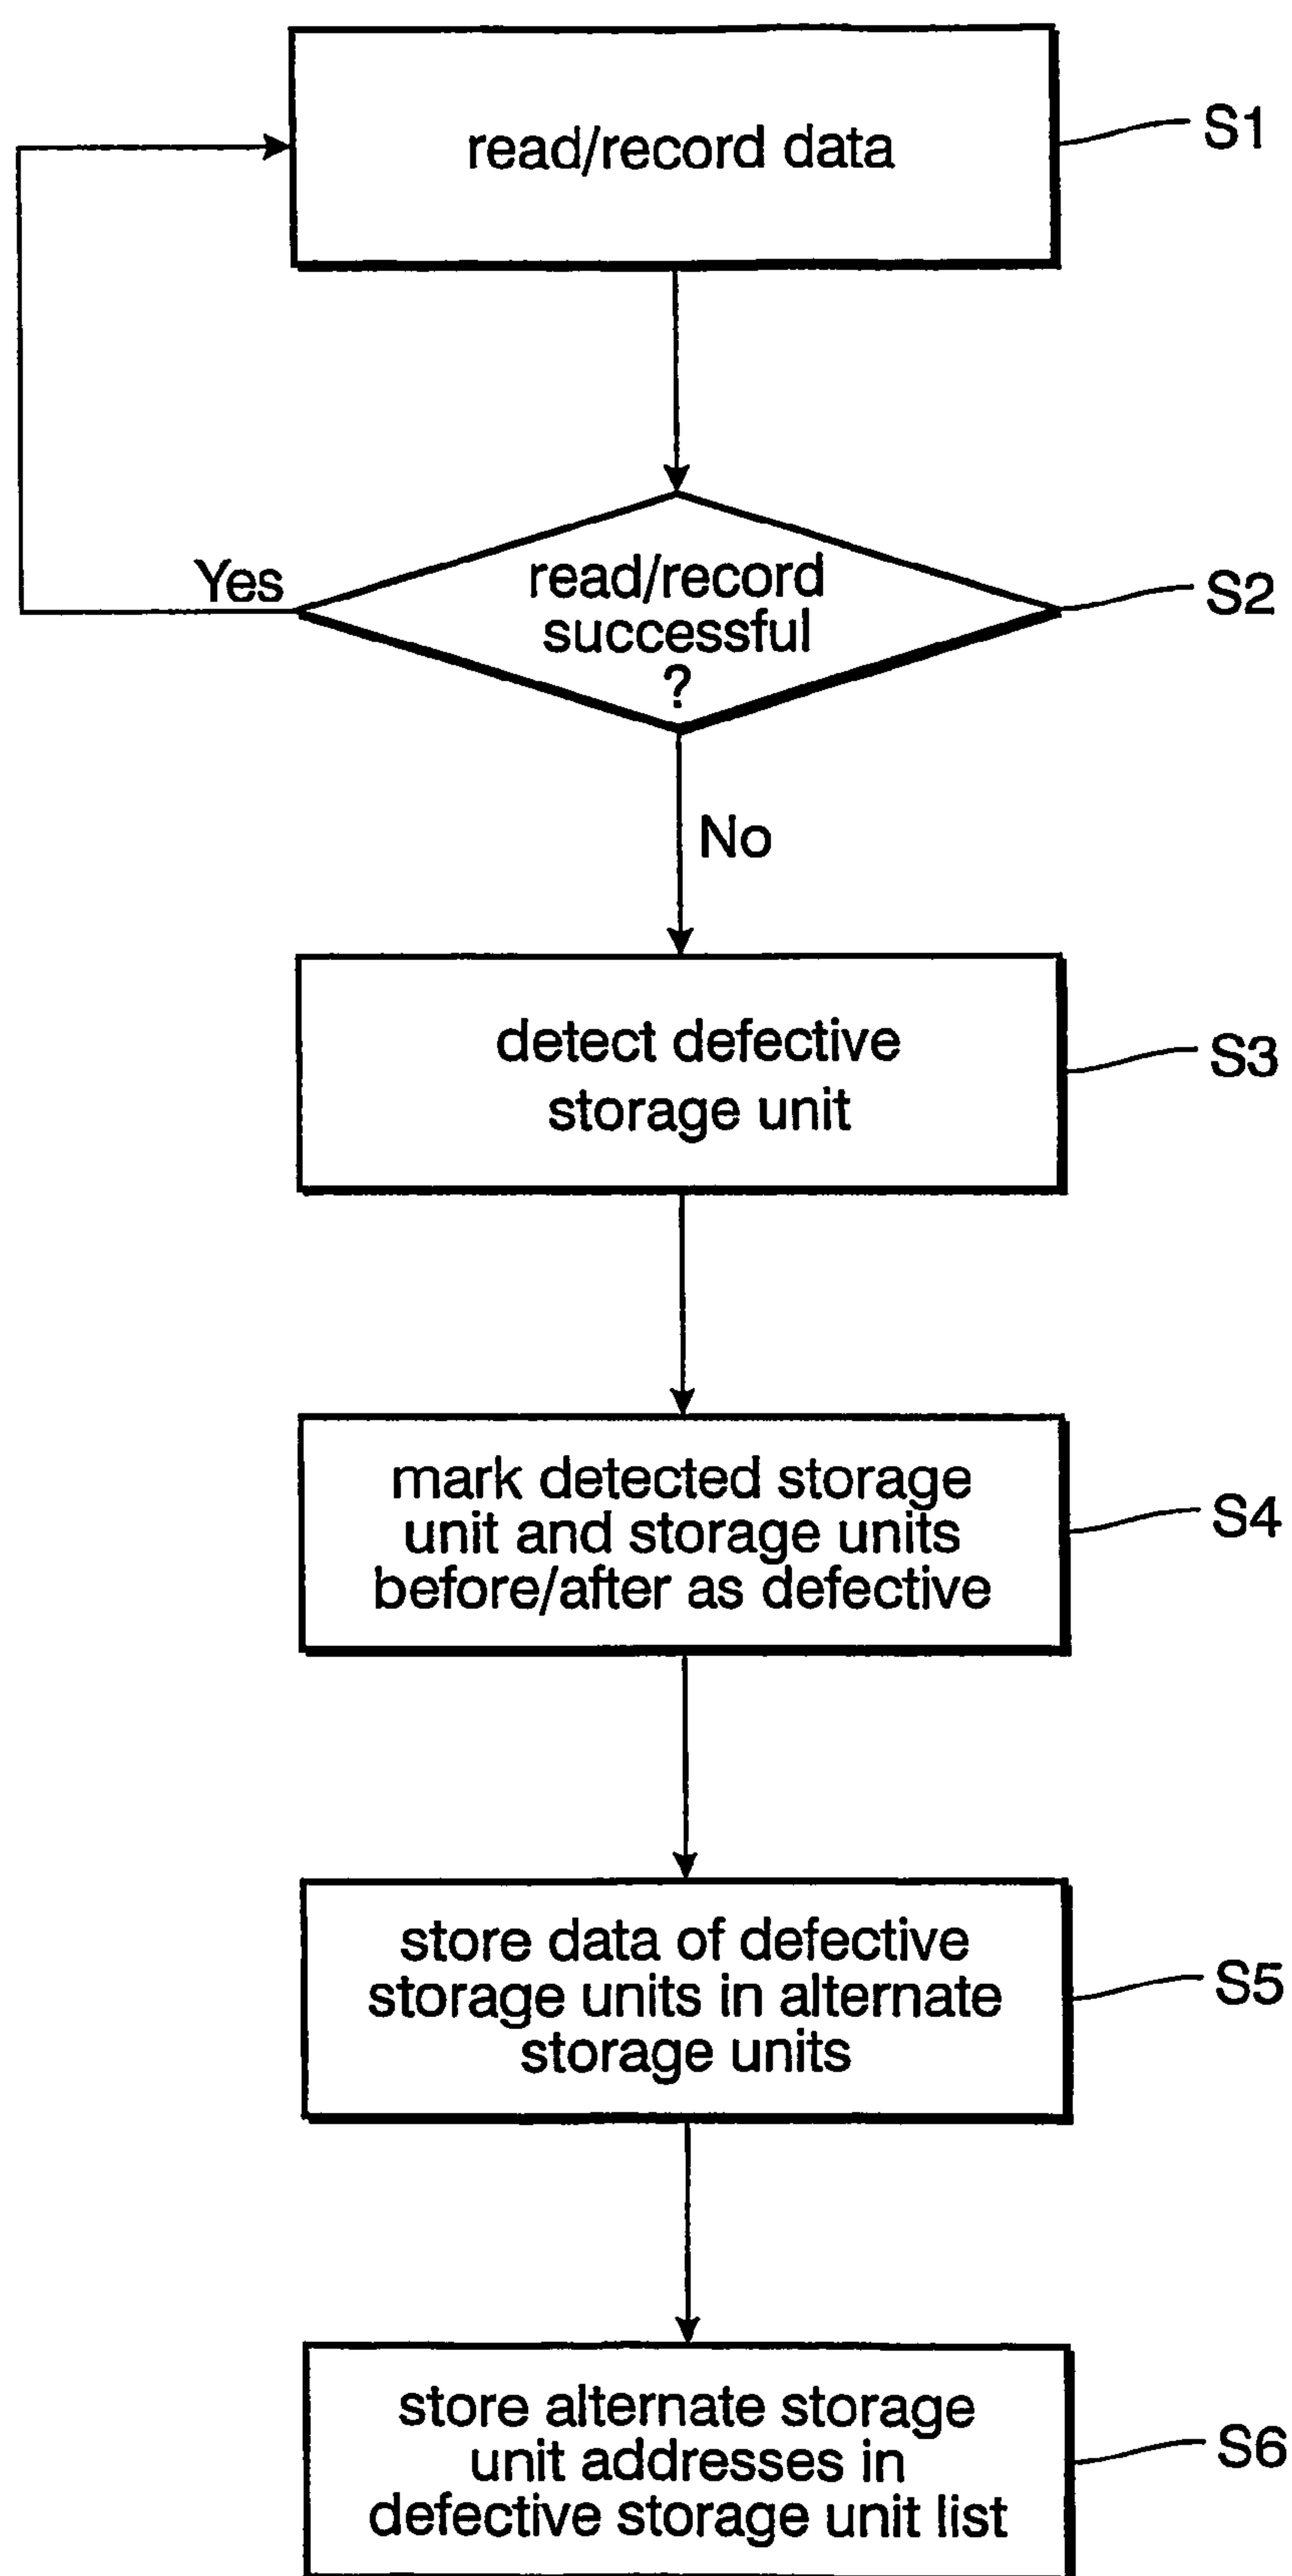 read/record data
S1
read/record
successful
?
S2
Yes
No
detect defective
storage unit
S3
mark detected storage
unit and storage units
before/after as defective
S4
store data of defective
storage units in alternate
storage units
S5
store alternate storage
unit addresses in
defective storage unit list
S6